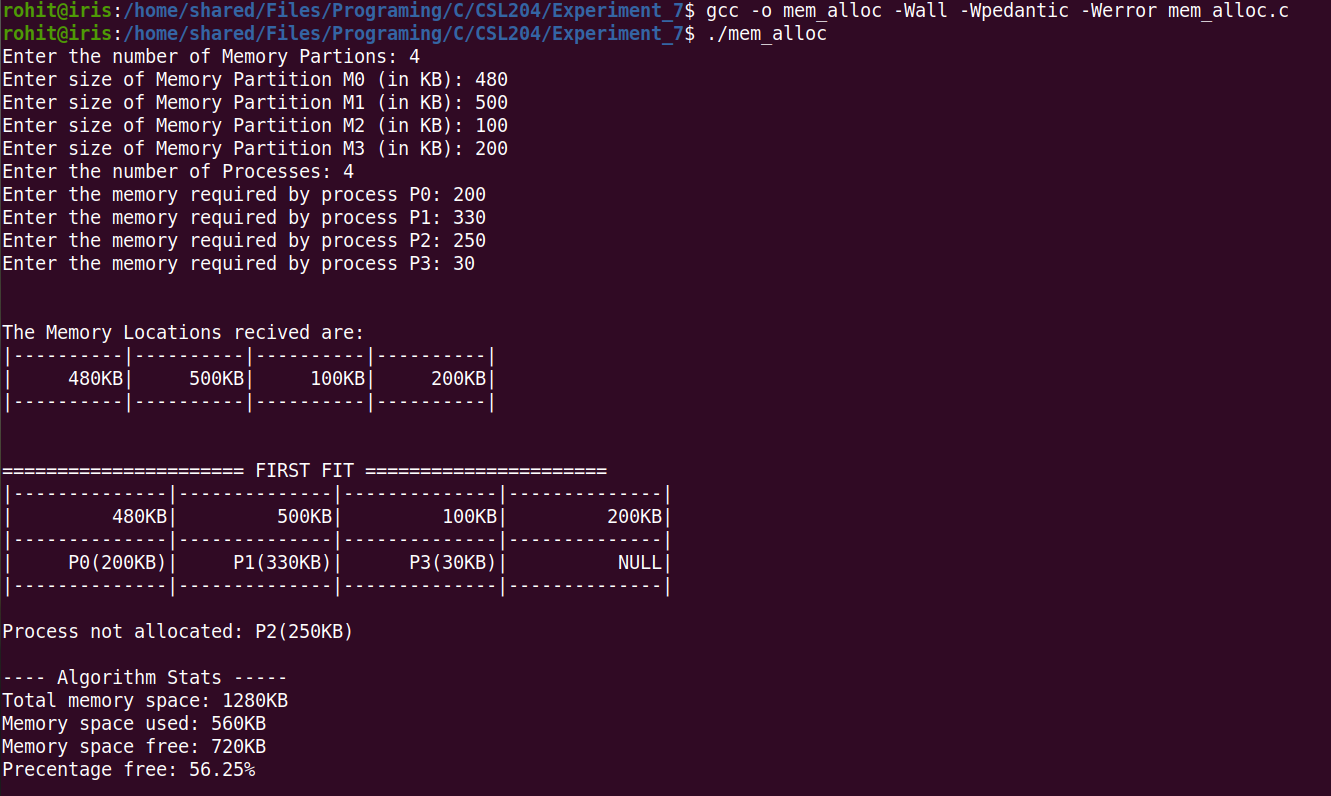 rohit@iris:/home/shared/Files/Programing/C/CSL204/Experiment_7$ gcc -o mem_alloc -Wall -Wpedantic -Werror mem_alloc.c
rohit@iris:/home/shared/Files/Programing/C/CSL204/Experiment_7$ ./mem_alloc
Enter the number of Memory Partions: 4
Enter size of Memory Partition M0 (in KB): 480
Enter size of Memory Partition M1 (in KB): 500
Enter size of Memory Partition M2 (in KB): 100
Enter size of Memory Partition M3 (in KB): 200
Enter the number of Processes: 4
Enter the memory required by process P0: 200
Enter the memory required by process P1: 330
Enter the memory required by process P2: 250
Enter the memory required by process P3: 30
The Memory Locations recived are:
|----------|----------|----------|----------|
|     480KB|     500KB|     100KB|     200KB|
|----------|----------|----------|----------|
====================== FIRST FIT ======================
|--------------|--------------|--------------|--------------|
|         480KB|         500KB|         100KB|         200KB|
|--------------|--------------|--------------|--------------|
|     P0(200KB)|     P1(330KB)|      P3(30KB)|          NULL|
|--------------|--------------|--------------|--------------|
Process not allocated: P2(250KB)
---- Algorithm Stats -----
Total memory space: 1280KB
Memory space used: 560KB
Memory space free: 720KB
Precentage free: 56.25%